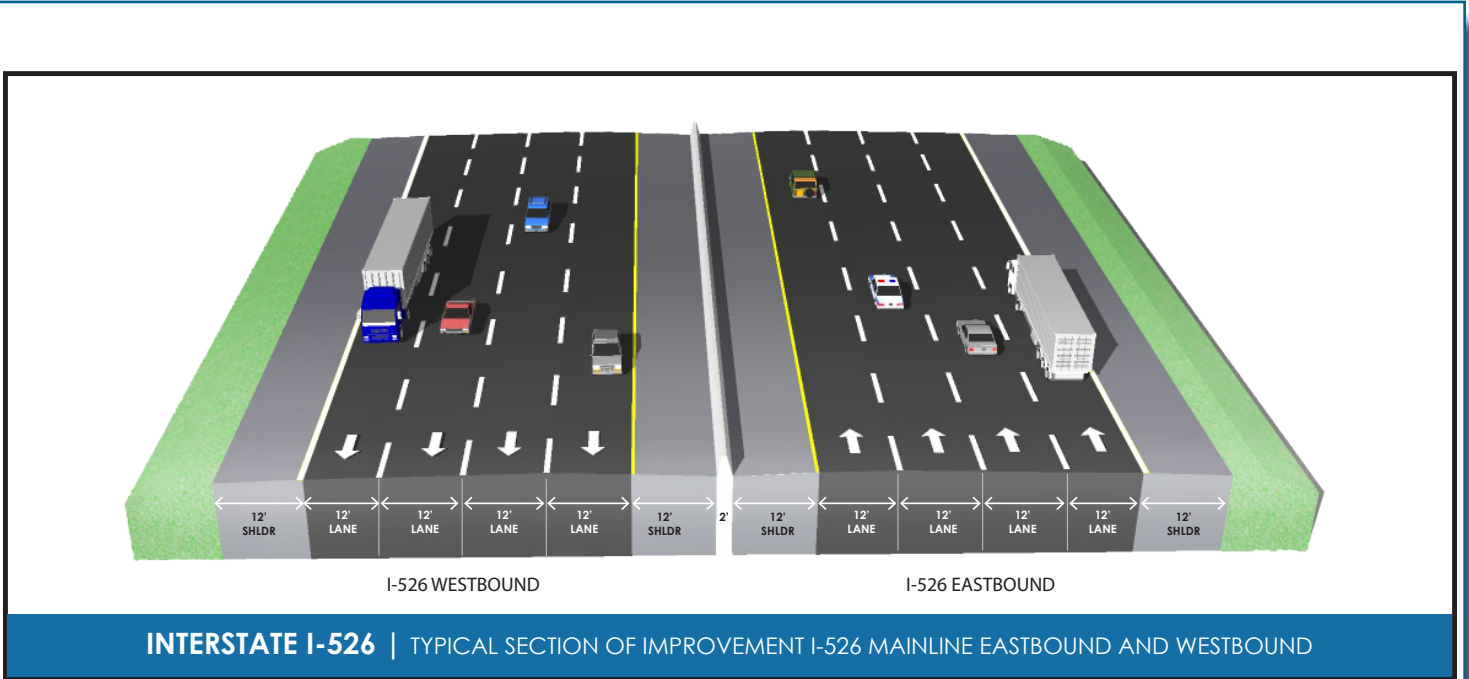 12' 12' 12' 12' 12' 12' 2' 12' 12' 12' 12' 12' 12'
SHLDR LANE LANE LANE LANE SHLDR SHLDR LANE LANE LANE LANE SHLDR
I-526 WESTBOUND I-526 EASTBOUND
INTERSTATE I-526 | TYPICAL SECTION OF IMPROVEMENT I-526 MAINLINE EASTBOUND AND WESTBOUND